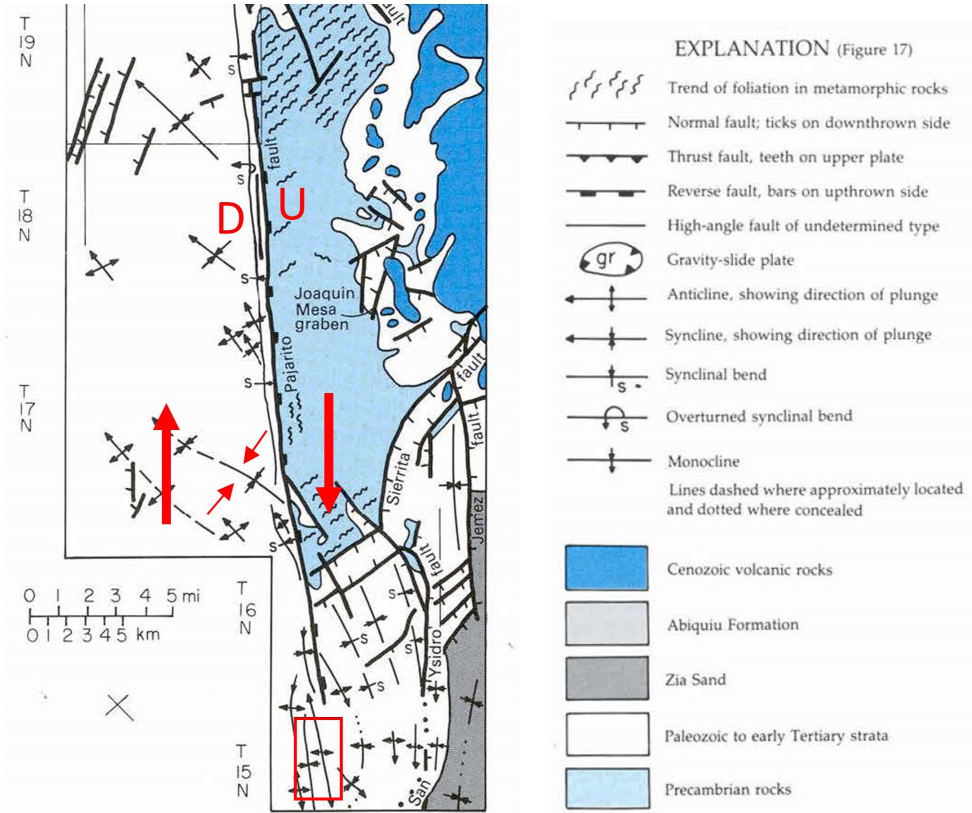 T
19
N
fault
S
fault
S
T
18
N
D
U
S
Joaquin
Mesa
graben
S
Pajarito
fault
T
17
N
Sierrita
fault
Jemez
S
fault
0 1 2 3 4 5 mi
0 1 2 3 4 5 km
T
16
N
S
S
S
Ysidro
S
T
15
N
San
EXPLANATION (Figure 17)
Trend of foliation in metamorphic rocks
Normal fault; ticks on downthrown side
Thrust fault, teeth on upper plate
Reverse fault, bars on upthrown side
High-angle fault of undetermined type
gr
Gravity-slide plate
Anticline, showing direction of plunge
Syncline, showing direction of plunge
S
Synclinal bend
S
Overturned synclinal bend
Monocline
Lines dashed where approximately located
and dotted where concealed
Cenozoic volcanic rocks
Abiquiu Formation
Zia Sand
Paleozoic to early Tertiary strata
Precambrian rocks